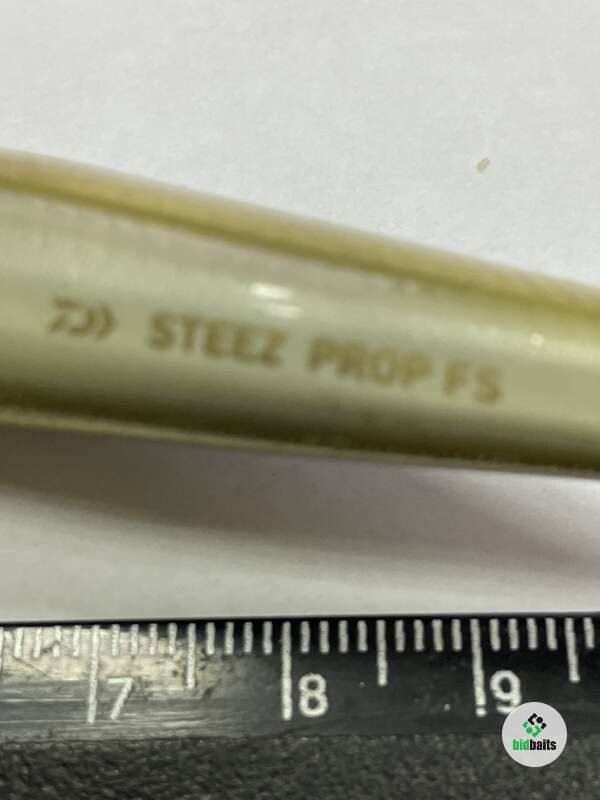 STEEZ PROP FS
7 8 9
bidbaits